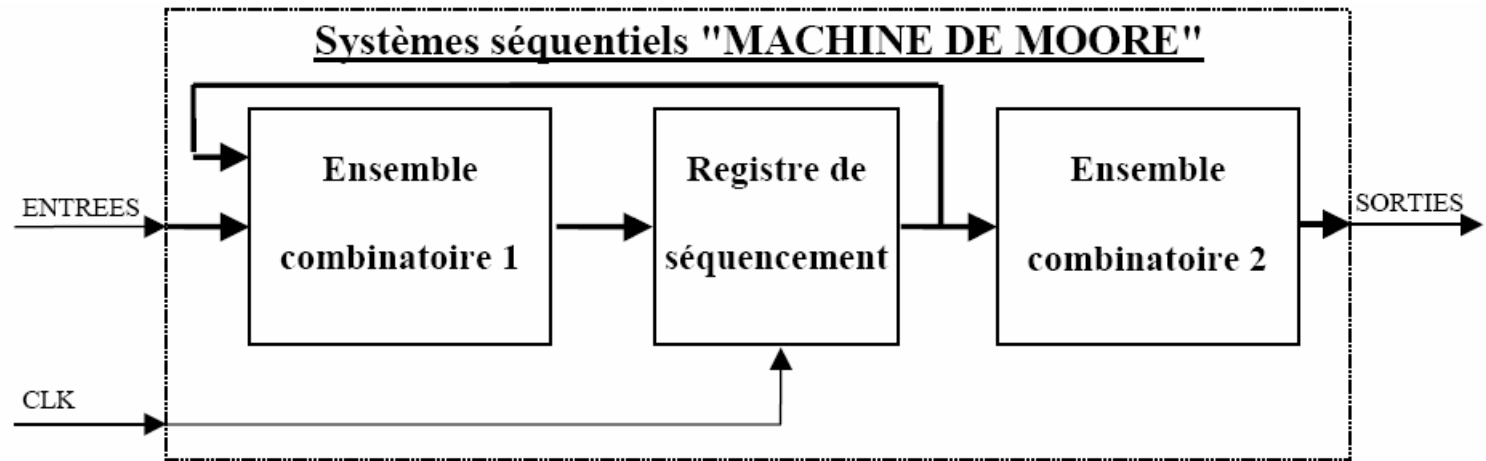 Systèmes séquentiels "MACHINE DE MOORE"
Ensemble
combinatoire 1
Registre de
séquencement
Ensemble
combinatoire 2
ENTREES
SORTIES
CLK